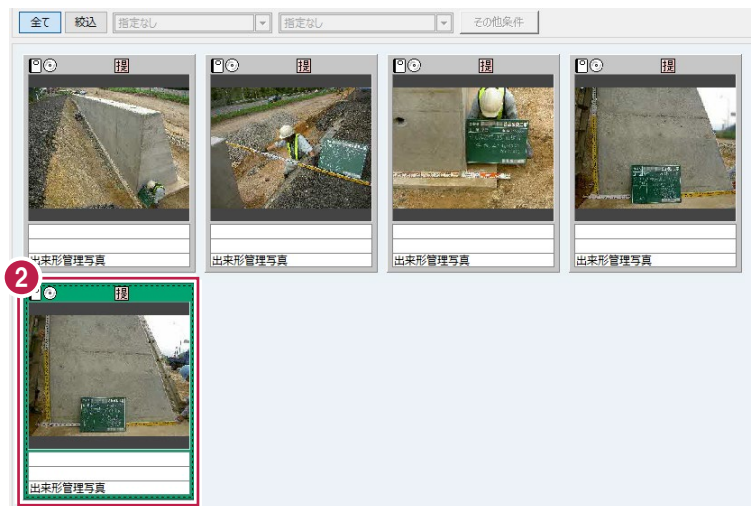 全て 絞込 指定なし 指定なし その他条件
提 提 提 提
出来形管理写真 出来形管理写真 出来形管理写真 出来形管理写真
2
提
出来形管理写真